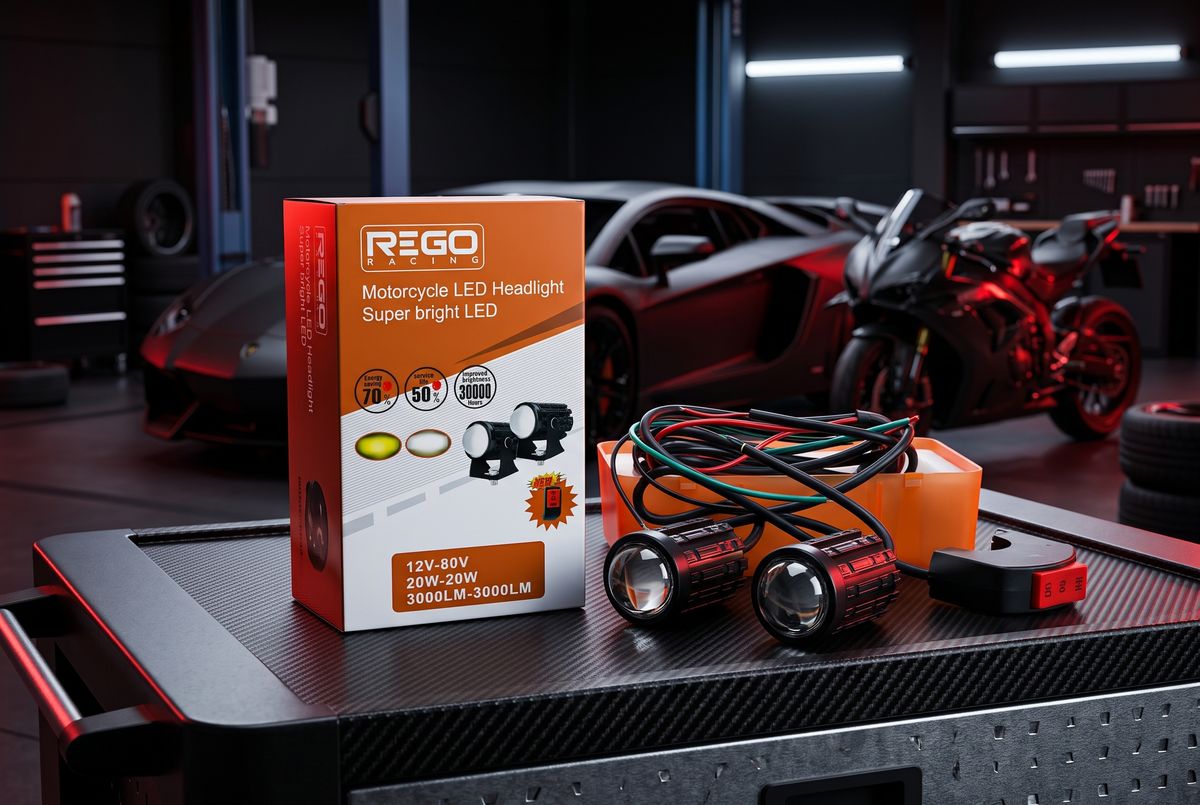 REGO
RACING
Motorcycle LED Headlight
Super bright LED
Energy
saving
70 %
service
life
50 %
improved
brightness
30000
Hours
12V-80V
20W-20W
3000LM-3000LM
REGO
RACING
Motorcycle LED Headlight
Super bright LED